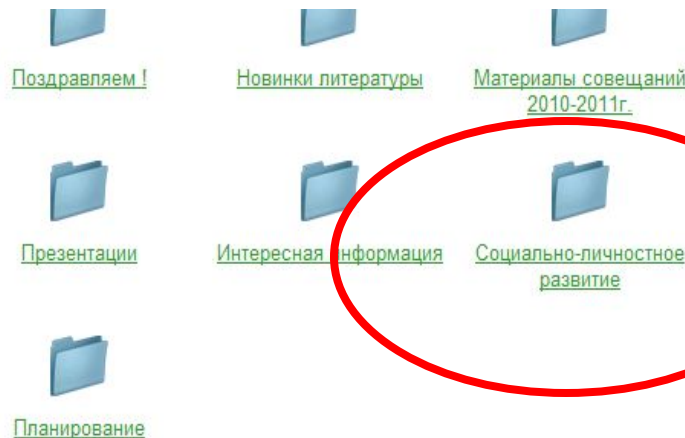 Поздравляем !
Новинки литературы
Материалы совещаний
2010-2011г.
Презентации
Интересная информация
Социально-личностное
развитие
Планирование